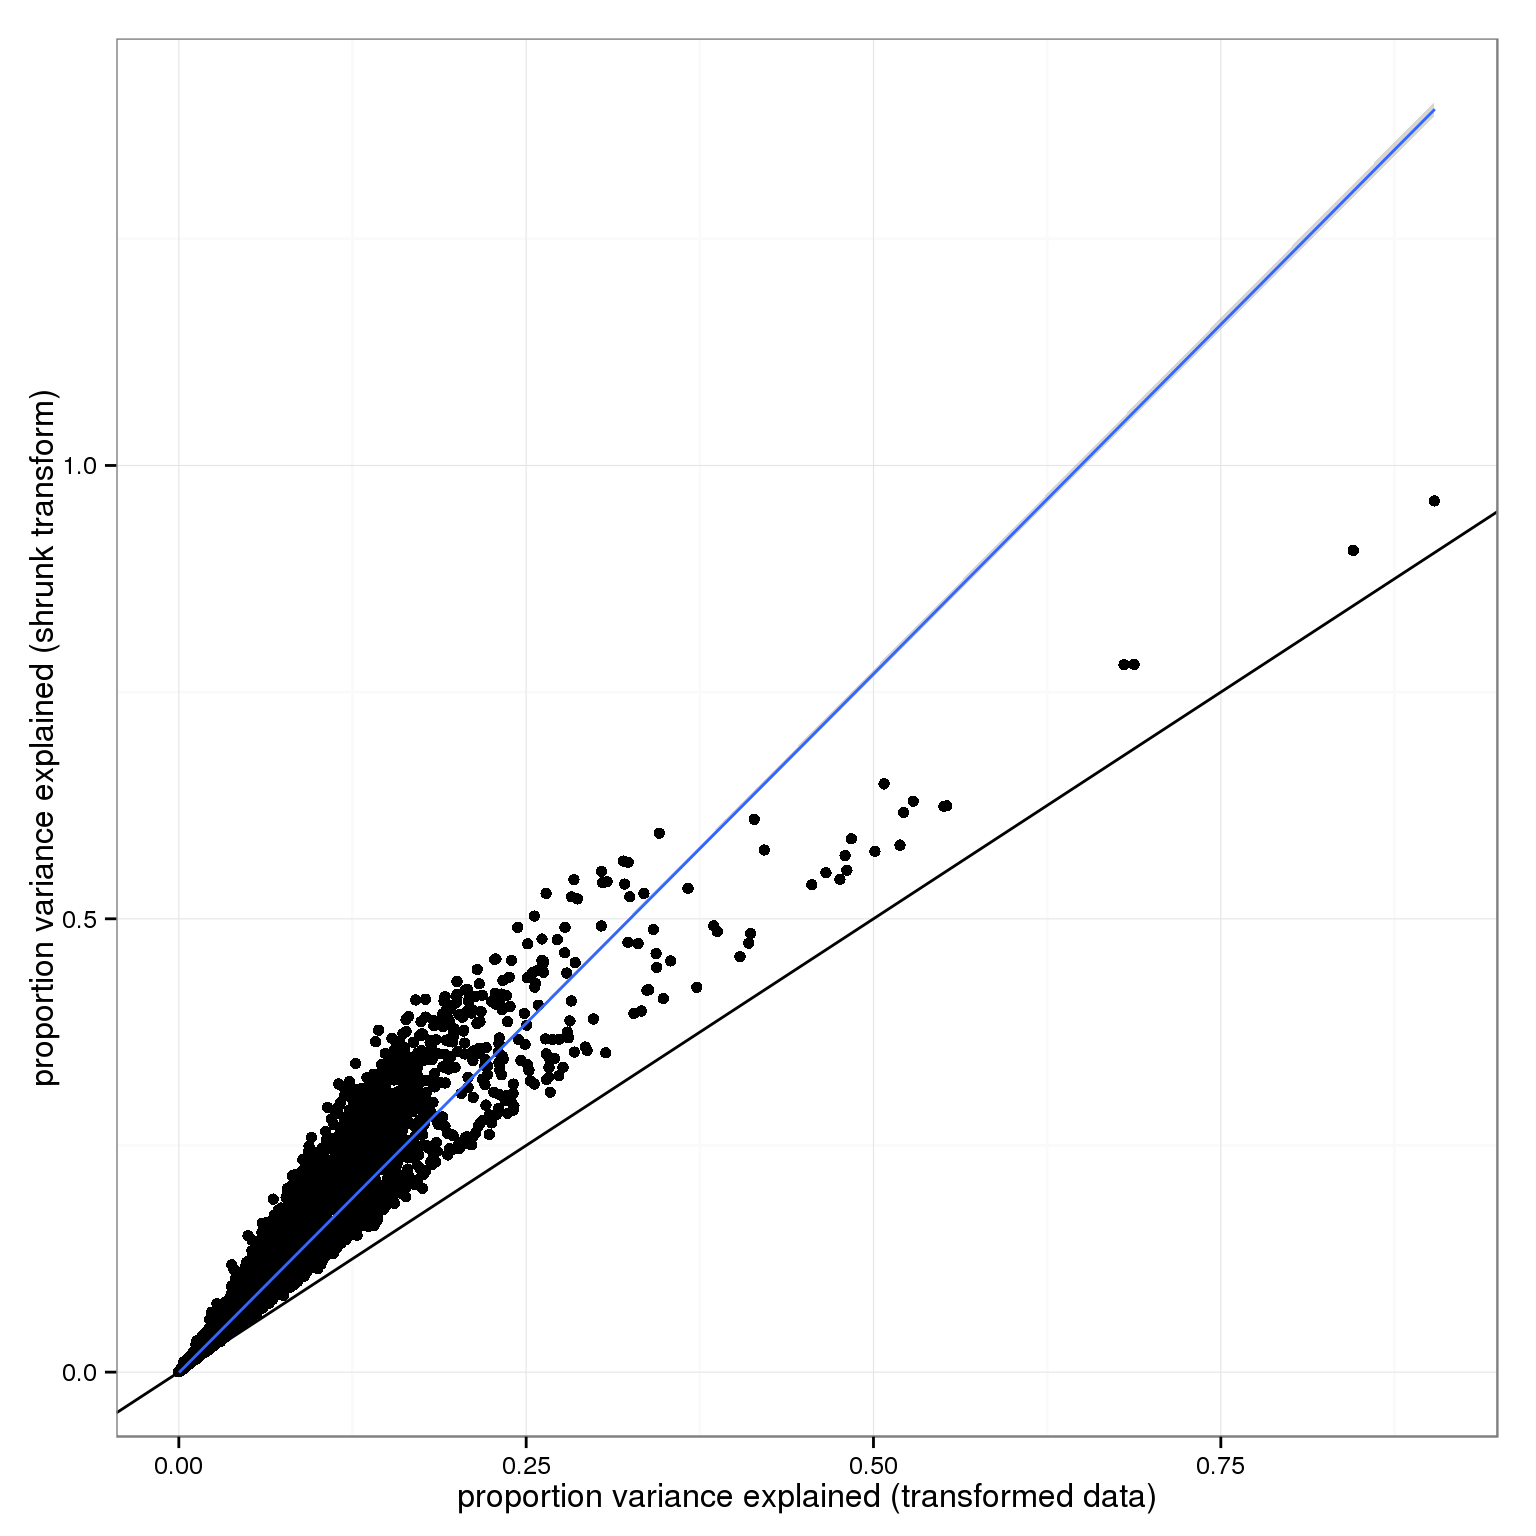 proportion variance explained (shrunk transform)
1.0
0.5
0.0
0.00 0.25 0.50 0.75
proportion variance explained (transformed data)